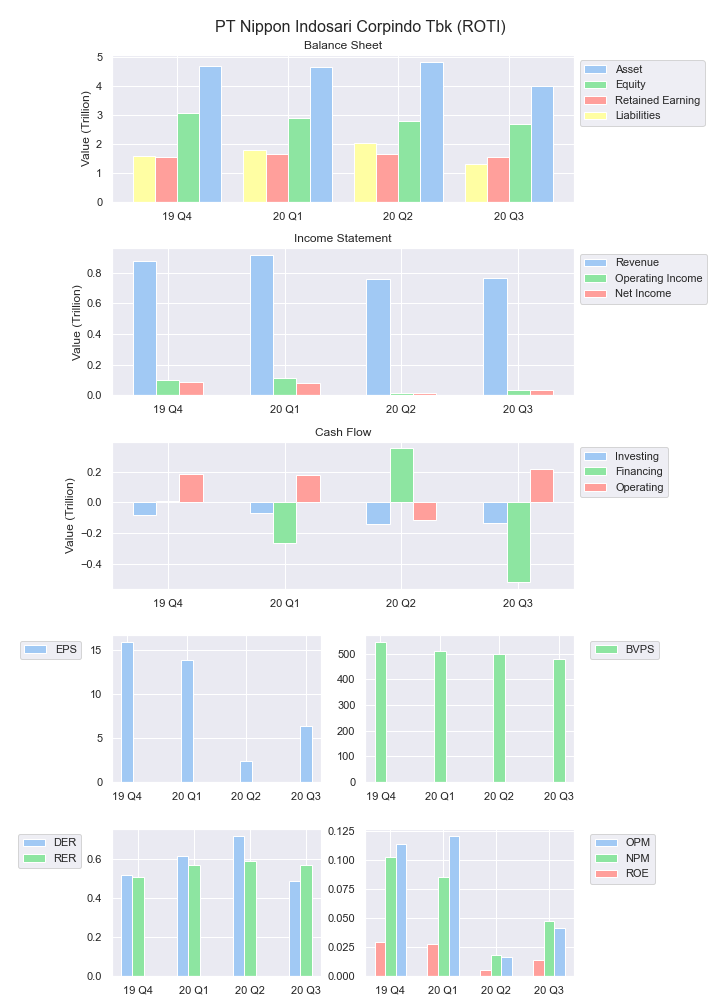 PT Nippon Indosari Corpindo Tbk (ROTI)
Balance Sheet
Value (Trillion)
5
4
3
2
1
0
19 Q4 20 Q1 20 Q2 20 Q3
Asset
Equity
Retained Earning
Liabilities
Income Statement
Value (Trillion)
0.8
0.6
0.4
0.2
0.0
19 Q4 20 Q1 20 Q2 20 Q3
Revenue
Operating Income
Net Income
Cash Flow
Value (Trillion)
0.2
0.0
−0.2
−0.4
19 Q4 20 Q1 20 Q2 20 Q3
Investing
Financing
Operating
EPS
15
10
5
0
19 Q4 20 Q1 20 Q2 20 Q3
500
400
300
200
100
0
19 Q4 20 Q1 20 Q2 20 Q3
BVPS
DER
RER
0.6
0.4
0.2
0.0
19 Q4 20 Q1 20 Q2 20 Q3
0.125
0.100
0.075
0.050
0.025
0.000
19 Q4 20 Q1 20 Q2 20 Q3
OPM
NPM
ROE